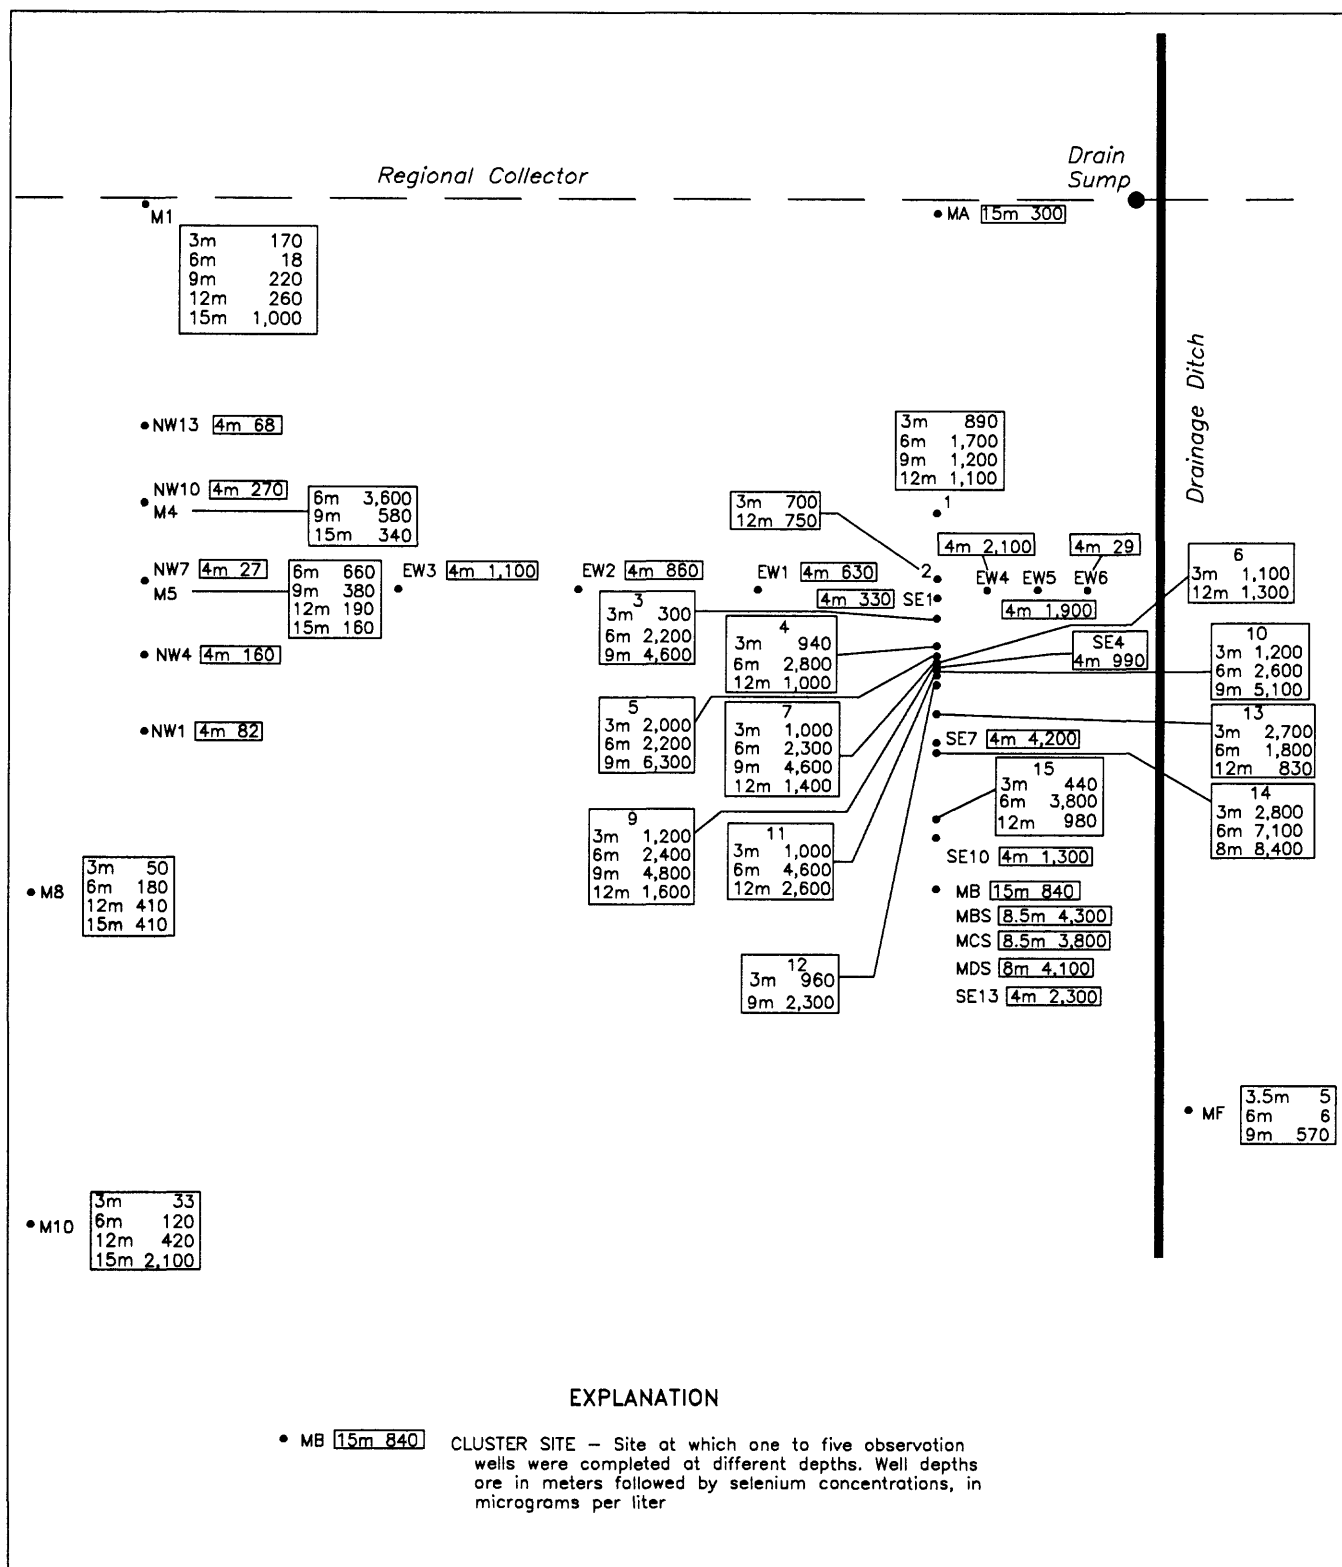 Regional Collector
Drain
Sump
M1
3m 170
6m 18
9m 220
12m 260
15m 1,000
MA 15m 300
Drainage Ditch
NW13 4m 68
NW10 4m 270
M4
6m 3,600
9m 580
15m 340
NW7 4m 27
M5
6m 660
9m 380
12m 190
15m 160
NW4 4m 160
NW1 4m 82
EW3 4m 1,100
EW2 4m 860
EW1 4m 630
3m 890
6m 1,700
9m 1,200
12m 1,100
1
3m 700
12m 750
2
4m 2,100
EW4
EW5
4m 1,900
4m 29
EW6
4m 330 SE1
6
3m 1,100
12m 1,300
3
3m 300
6m 2,200
9m 4,600
4
3m 940
6m 2,800
12m 1,000
SE4
4m 990
10
3m 1,200
6m 2,600
9m 5,100
5
3m 2,000
6m 2,200
9m 6,300
7
3m 1,000
6m 2,300
9m 4,600
12m 1,400
13
3m 2,700
6m 1,800
12m 830
SE7 4m 4,200
15
3m 440
6m 3,800
12m 980
14
3m 2,800
6m 7,100
8m 8,400
9
3m 1,200
6m 2,400
9m 4,800
12m 1,600
11
3m 1,000
6m 4,600
12m 2,600
SE10 4m 1,300
M8
3m 50
6m 180
12m 410
15m 410
MB 15m 840
MBS 8.5m 4,300
MCS 8.5m 3,800
MDS 8m 4,100
SE13 4m 2,300
12
3m 960
9m 2,300
MF
3.5m 5
6m 6
9m 570
M10
3m 33
6m 120
12m 420
15m 2,100
EXPLANATION
MB 15m 840 CLUSTER SITE – Site at which one to five observation
wells were completed at different depths. Well depths
are in meters followed by selenium concentrations, in
micrograms per liter